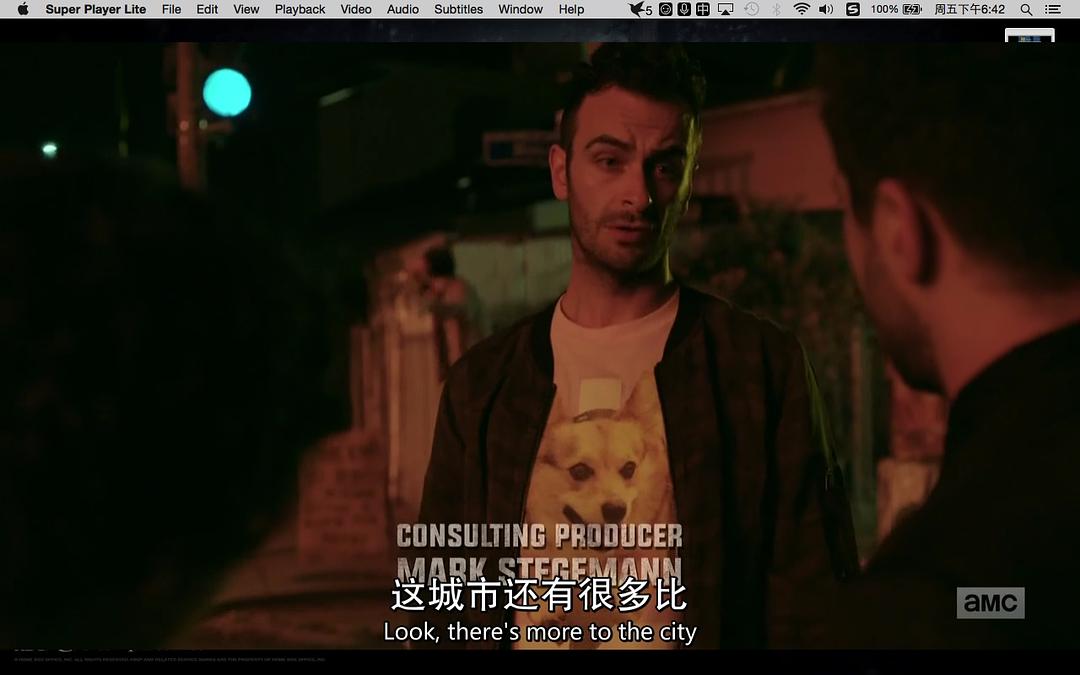 Super Player Lite File Edit View Playback Video Audio Subtitles Window Help 5 中 S 100% 周五下午6:42
CONSULTING PRODUCER
MARK STEGEMANN
这城市还有很多比
Look, there's more to the city
aMC